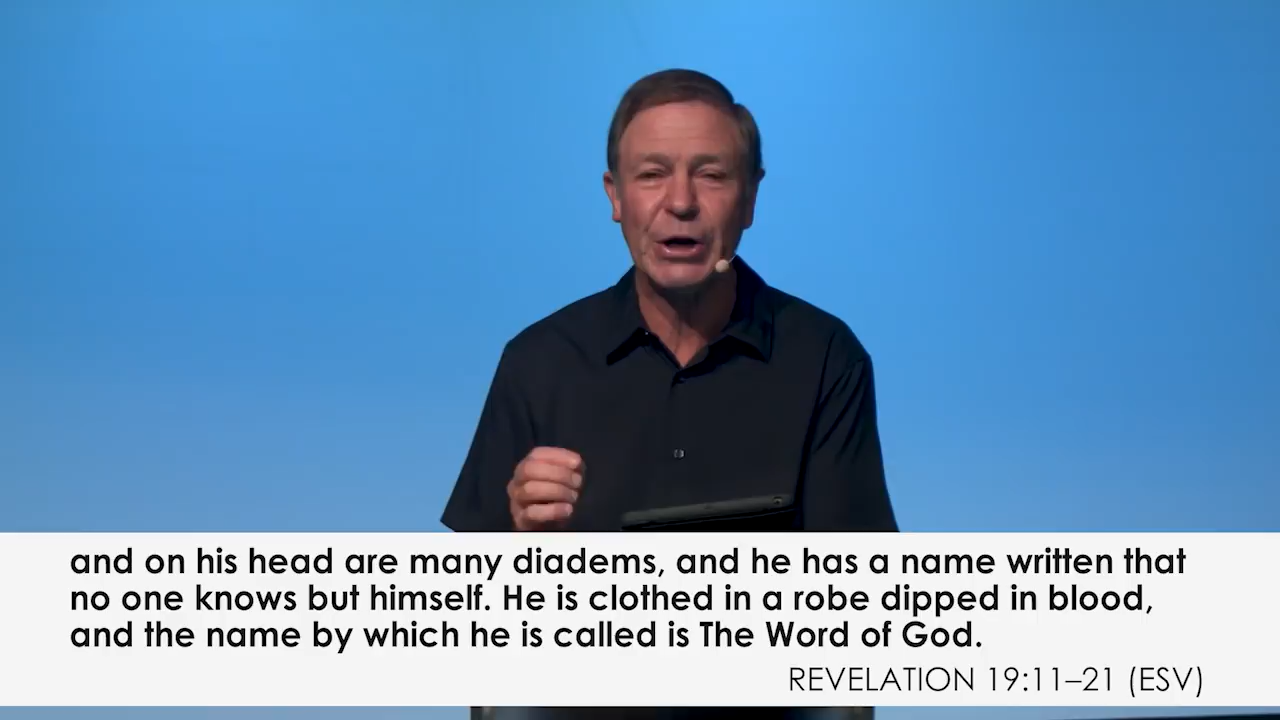 and on his head are many diadems, and he has a name written that
no one knows but himself. He is clothed in a robe dipped in blood,
and the name by which he is called is The Word of God.
REVELATION 19:11–21 (ESV)